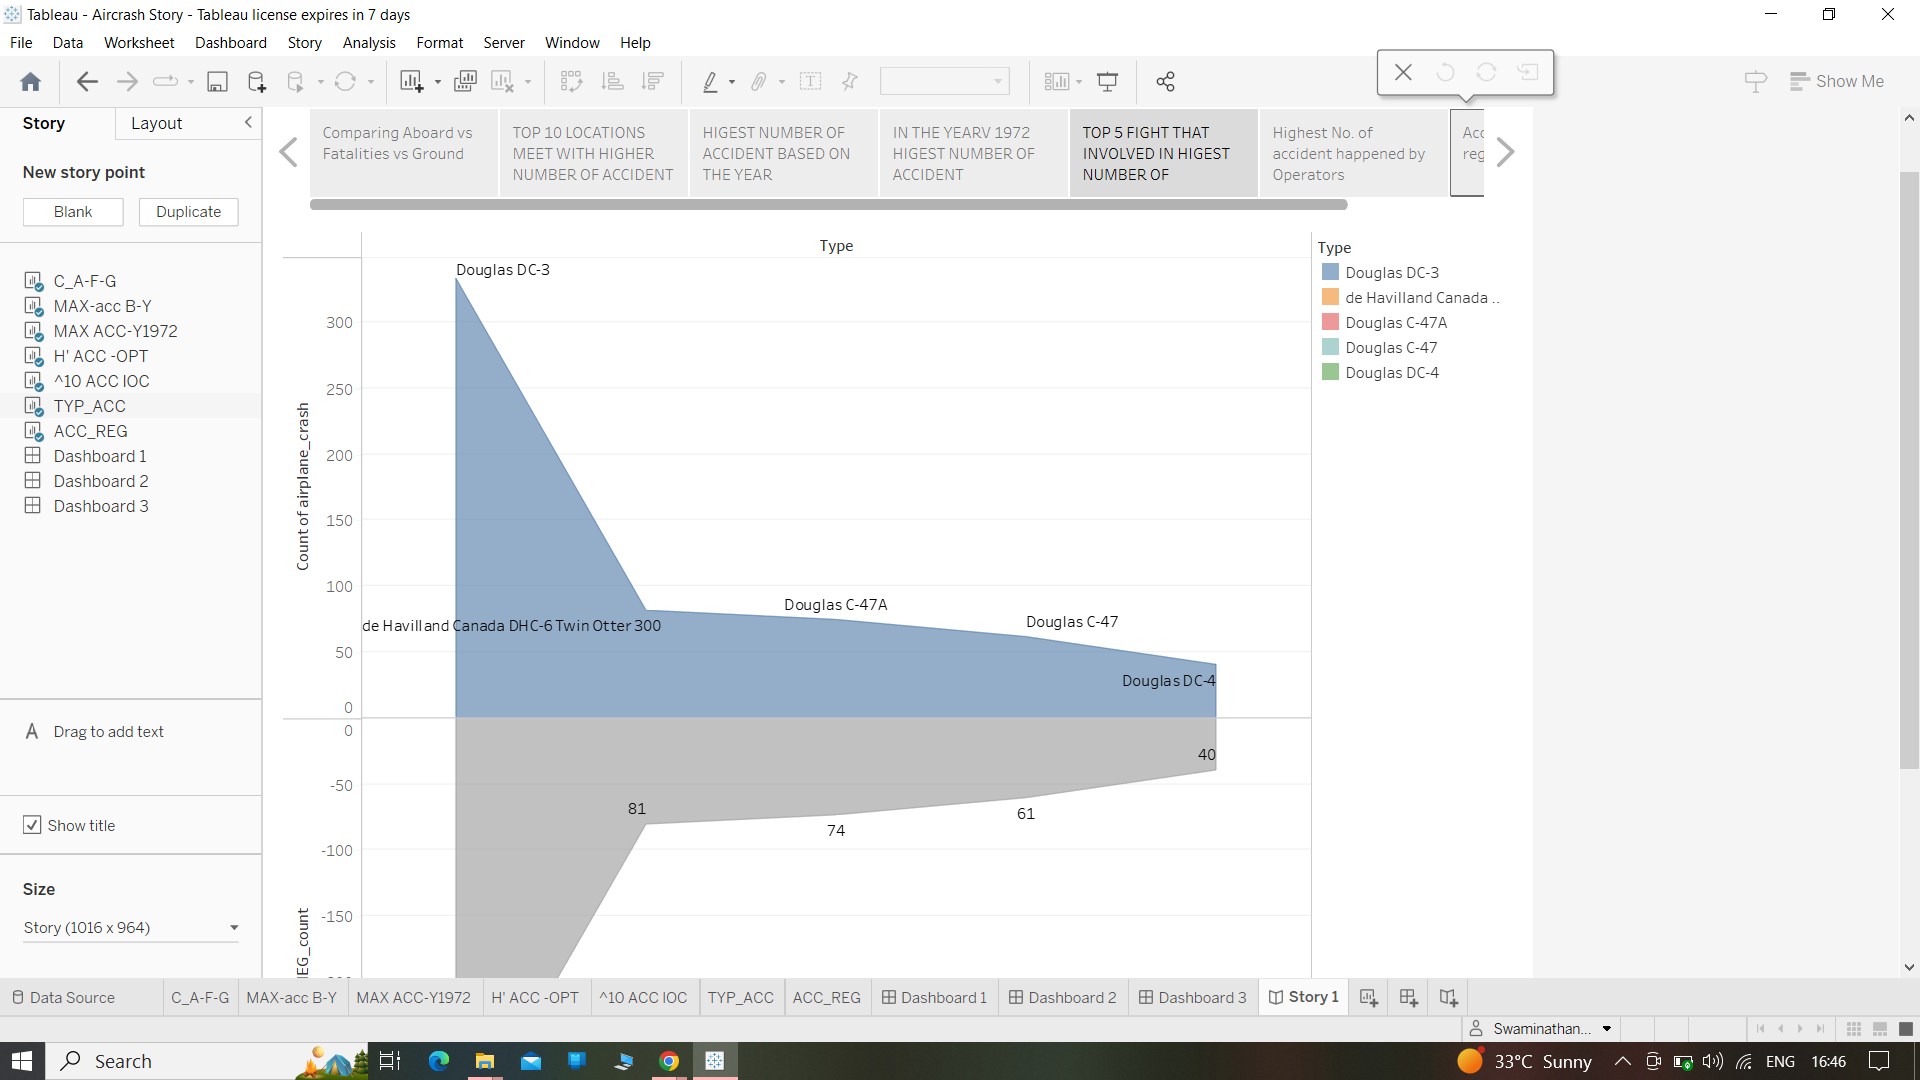 Tableau - Aircrash Story - Tableau license expires in 7 days
File Data Worksheet Dashboard Story Analysis Format Server Window Help
Show Me
Story Layout
New story point
Blank Duplicate
C_A-F-G
MAX-acc B-Y
MAX ACC-Y1972
H' ACC -OPT
^10 ACC lOC
TYP_ACC
ACC_REG
Dashboard 1
Dashboard 2
Dashboard 3
A Drag to add text
Show title
Size
Story (1016 x 964)
Comparing Aboard vs
Fatalities vs Ground
TOP 10 LOCATIONS
MEET WITH HIGHER
NUMBER OF ACCIDENT
HIGEST NUMBER OF
ACCIDENT BASED ON
THE YEAR
IN THE YEARV 1972
HIGEST NUMBER OF
ACCIDENT
TOP 5 FIGHT THAT
INVOLVED IN HIGEST
NUMBER OF
Highest No. of
accident happened by
Operators
Acc
reg
Type
Count of airplane_crash
300
250
200
150
100
50
0
Douglas DC-3
de Havilland Canada DHC-6 Twin Otter 300
Douglas C-47A
Douglas C-47
Douglas DC-4
0
-50
-100
-150
81
74
61
40
Type
Douglas DC-3
de Havilland Canada ..
Douglas C-47A
Douglas C-47
Douglas DC-4
Data Source C_A-F-G MAX-acc B-Y MAX ACC-Y1972 H' ACC -OPT ^10 ACC lOC TYP_ACC ACC_REG Dashboard 1 Dashboard 2 Dashboard 3 Story 1
Swaminathan...
Search 33°C Sunny ENG 16:46